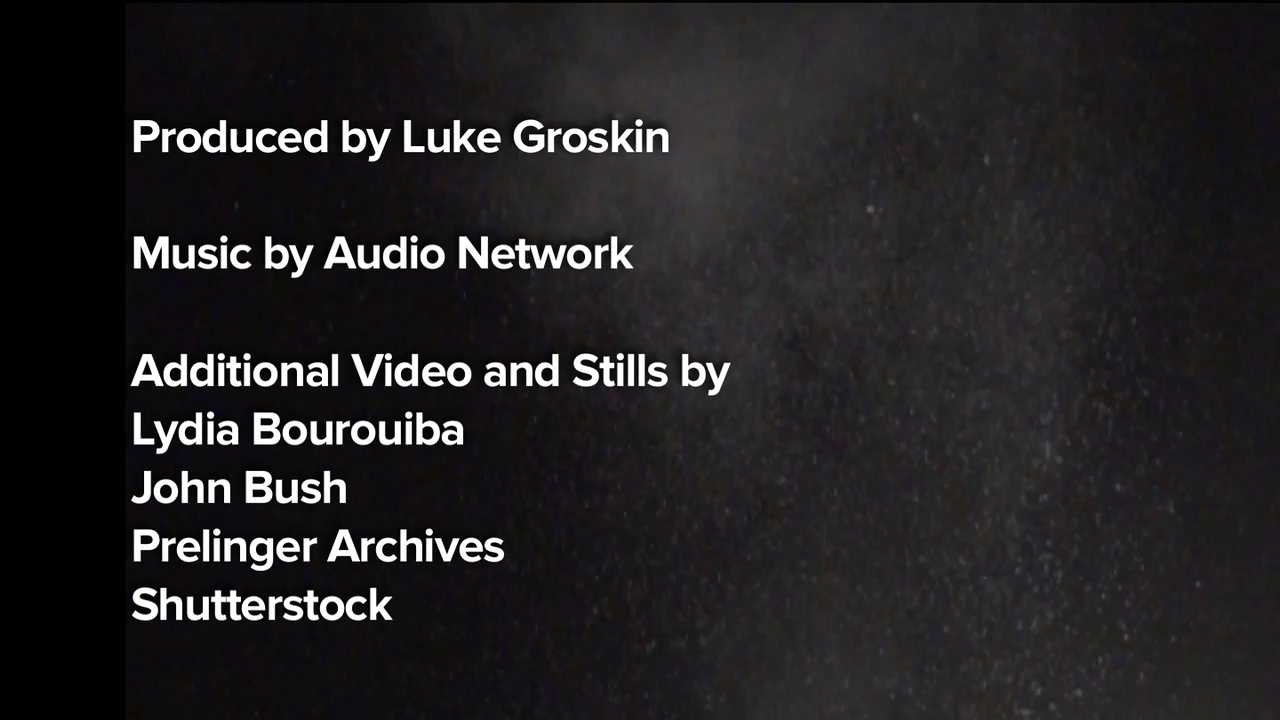 Produced by Luke Groskin
Music by Audio Network
Additional Video and Stills by
Lydia Bourouiba
John Bush
Prelinger Archives
Shutterstock